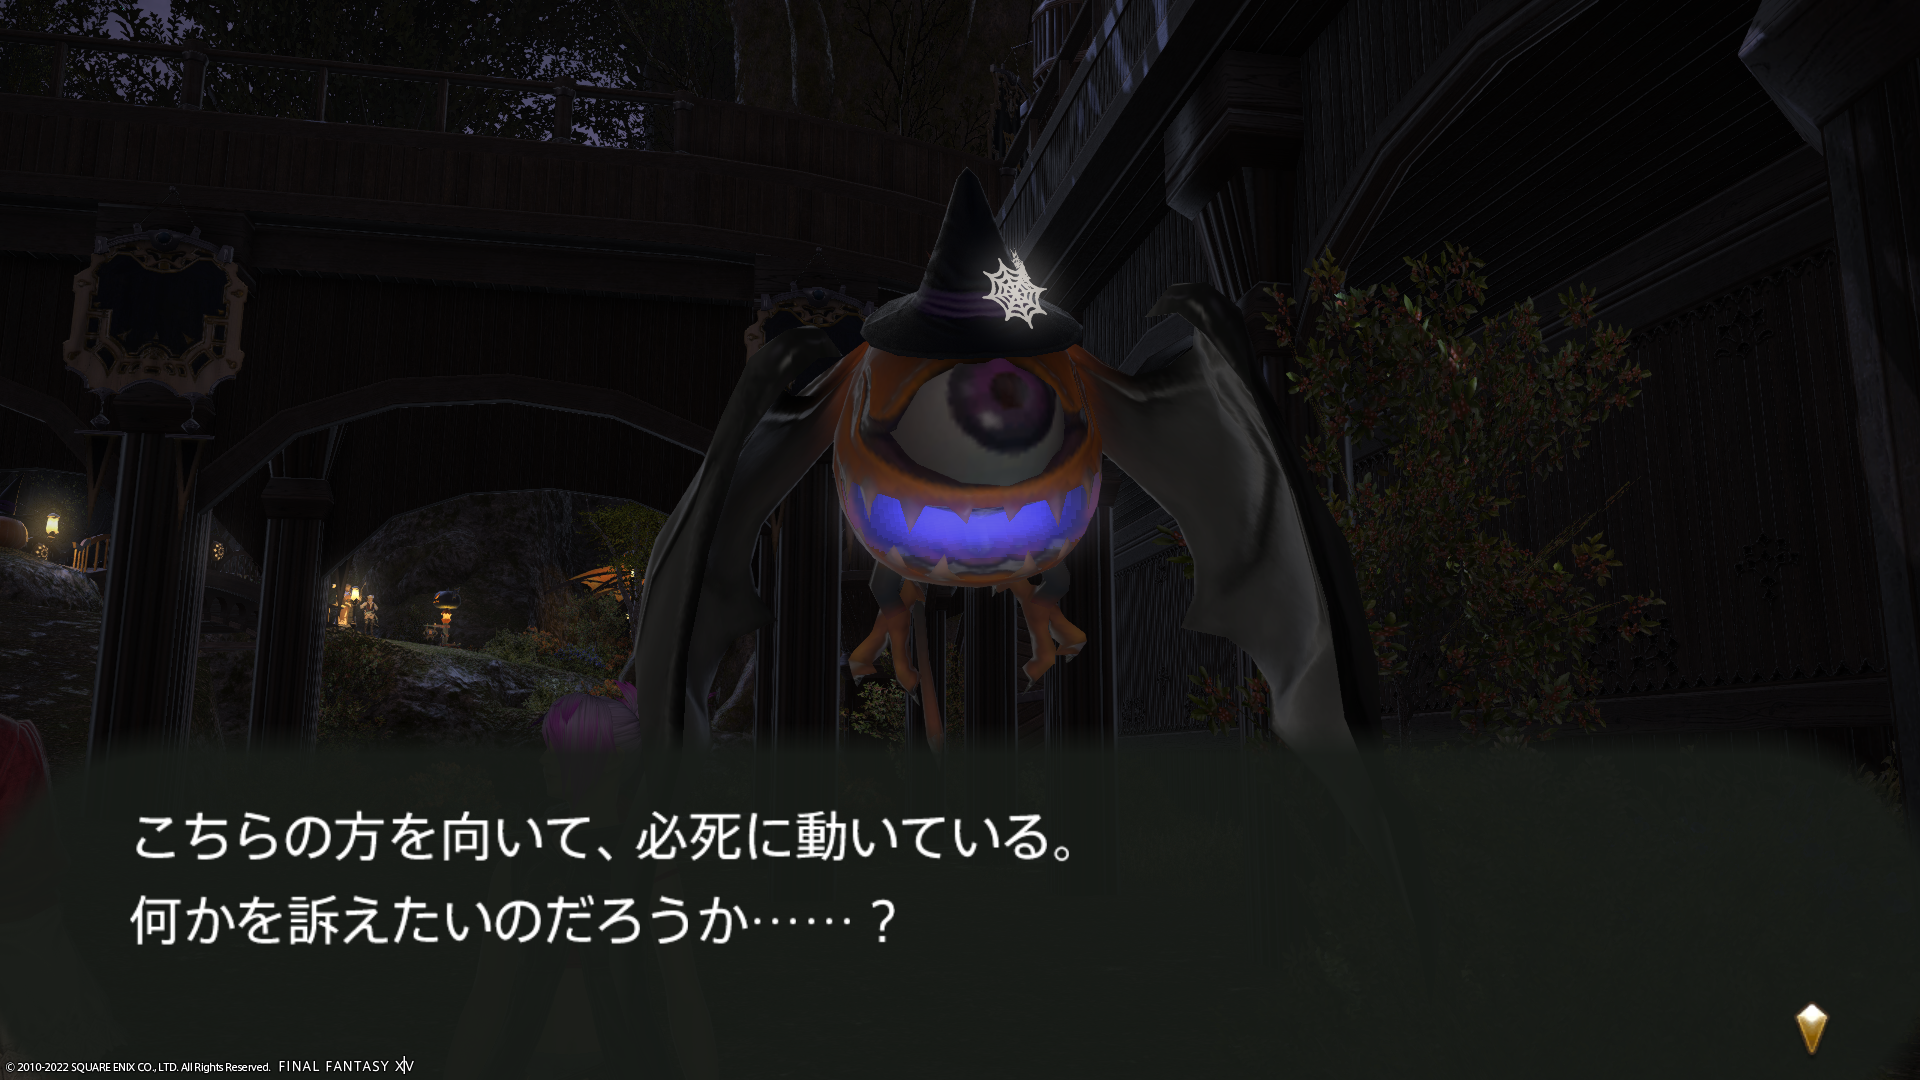 こちらの方を向いて、必死に動いている。
何かを訴えたいのだろうか……？
© 2010-2022 SQUARE ENIX CO., LTD. All Rights Reserved. FINAL FANTASY XIV